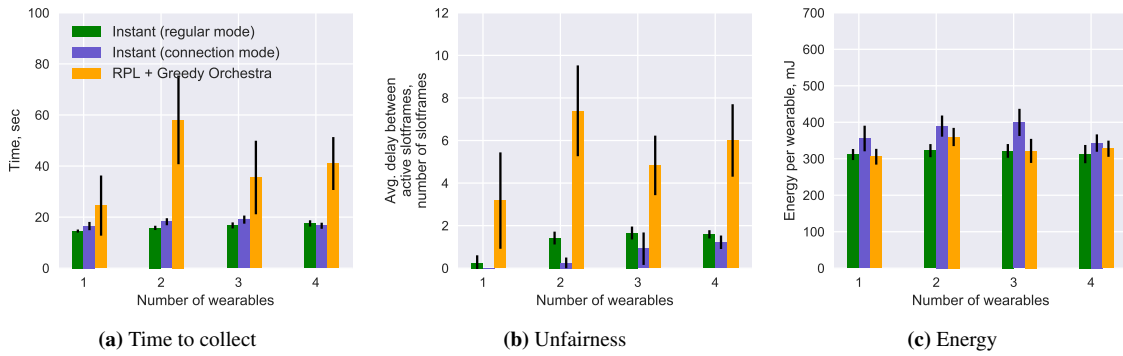 100
80
60
40
20
0
Time, sec
Instant (regular mode)
Instant (connection mode)
RPL + Greedy Orchestra
1 2 3 4
Number of wearables
(a) Time to collect
12
10
8
6
4
2
0
Avg. delay between
active slotframes,
number of slotframes
1 2 3 4
Number of wearables
(b) Unfairness
700
600
500
400
300
200
100
0
Energy per wearable, mJ
1 2 3 4
Number of wearables
(c) Energy